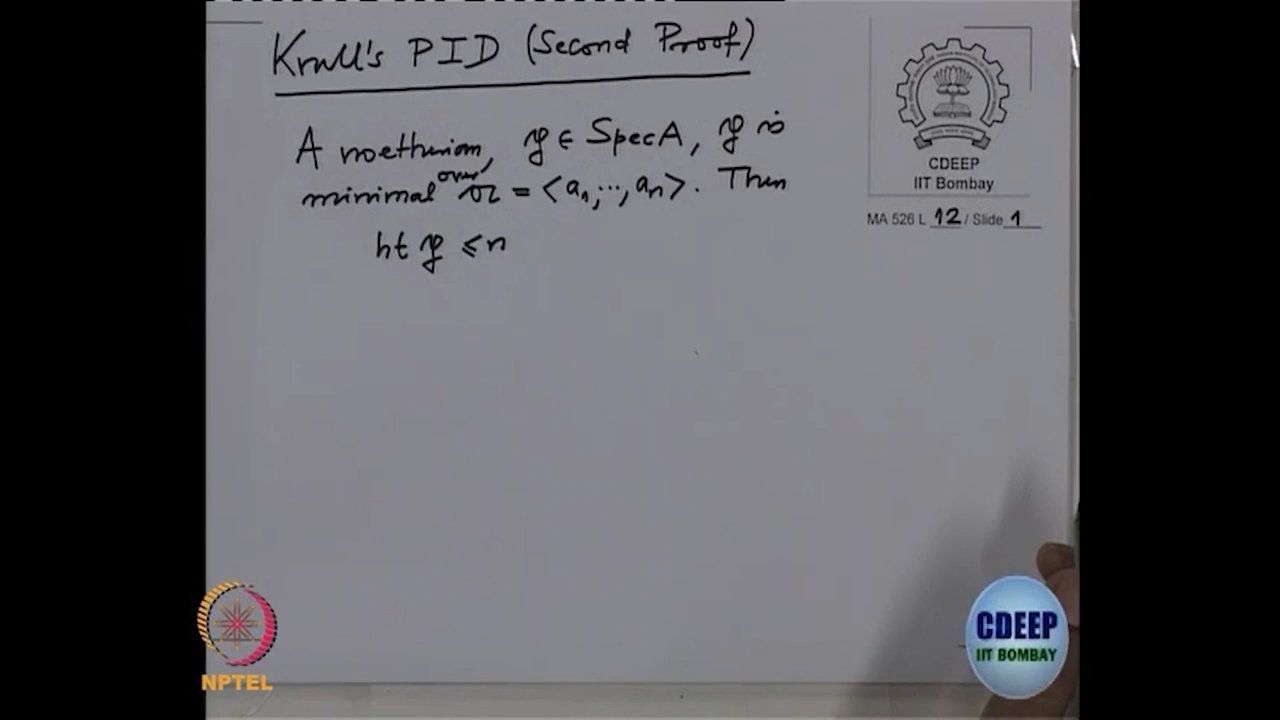 Krull's PID (Second Proof)
A noetherian, 𝔭 ∈ Spec A, 𝔭 is
minimal over 𝔞 = <a₁, ..., aₙ>. Then
ht 𝔭 ≤ n
CDEEP
IIT Bombay
MA 526 L 12 / Slide 1
NPTEL
CDEEP
IIT BOMBAY